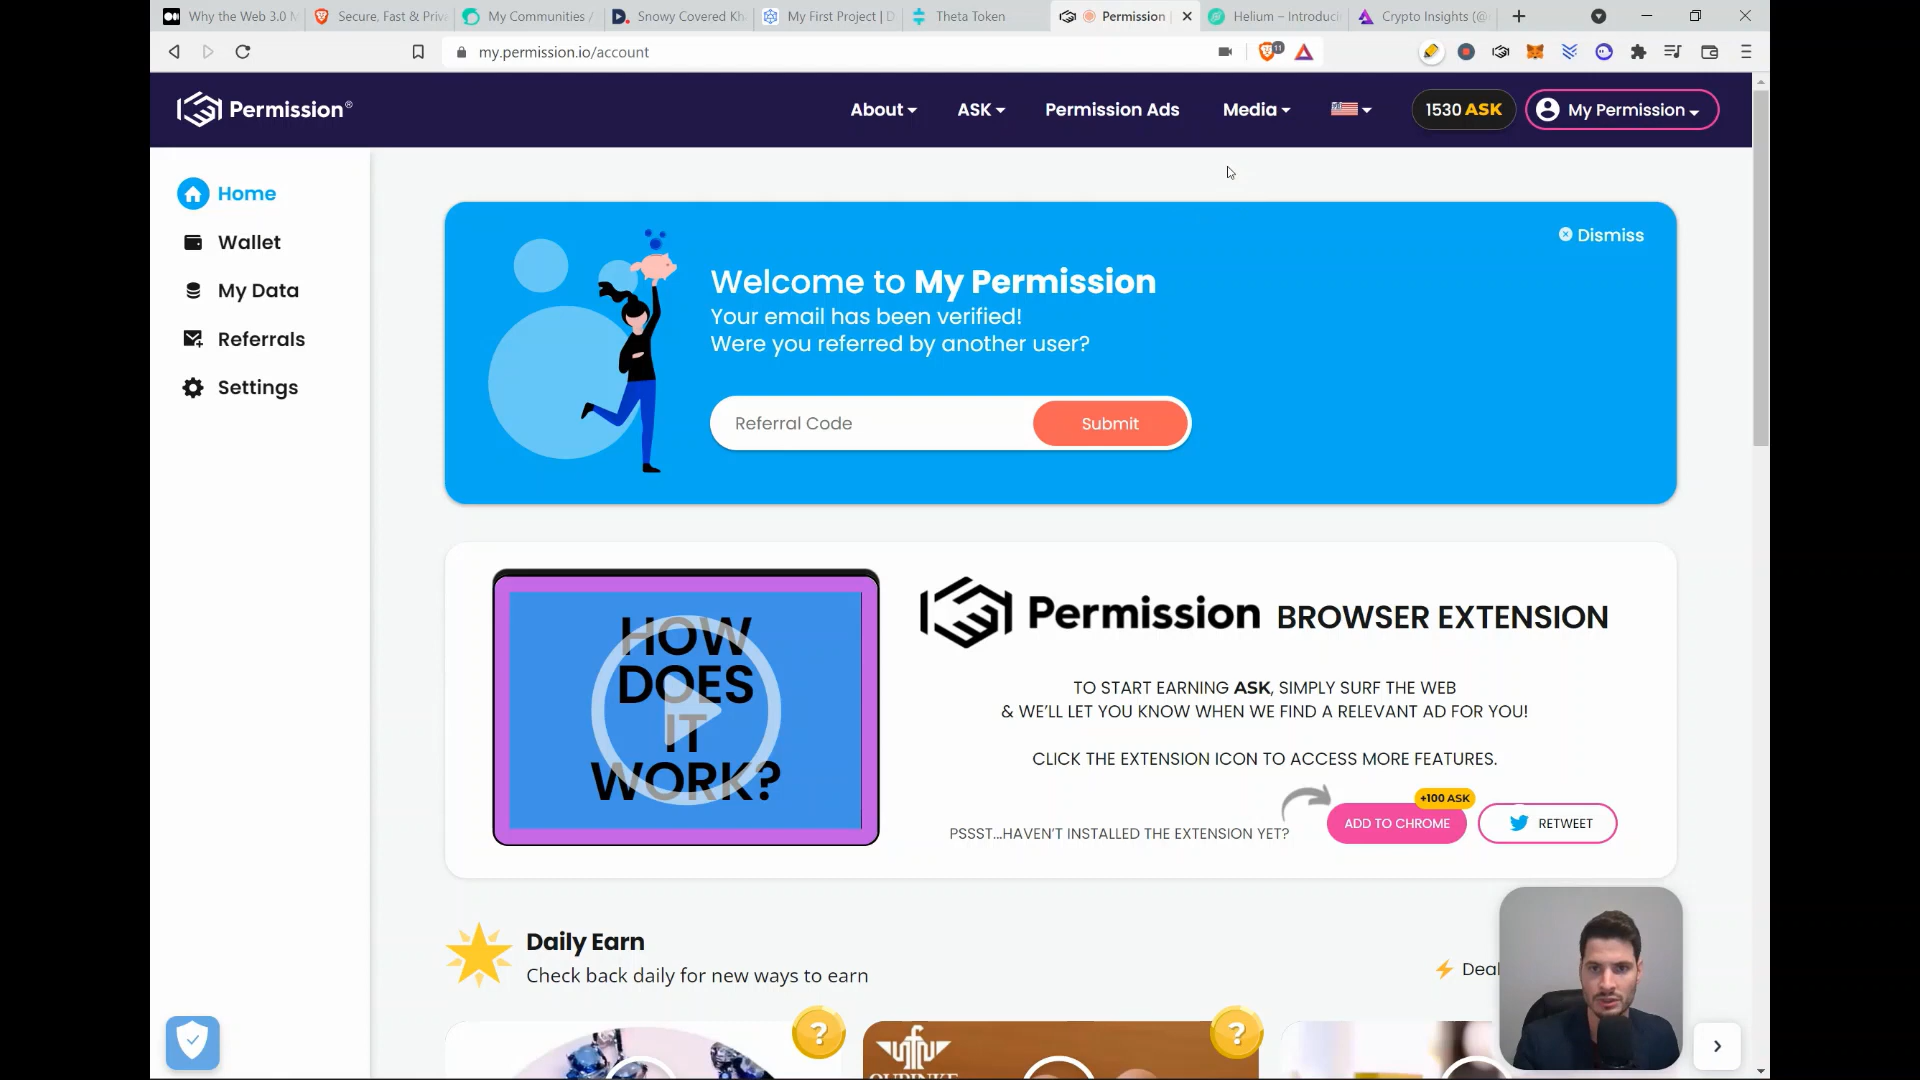 Why the Web 3.0 M
Secure, Fast & Priv
My Communities /
Snowy Covered Kh
My First Project | D
Theta Token
Permission
Helium – Introduci
Crypto Insights (@
my.permission.io/account
11
Permission®
About
ASK
Permission Ads
Media
1530 ASK
My Permission
Home
Wallet
My Data
Referrals
Settings
Dismiss
Welcome to My Permission
Your email has been verified!
Were you referred by another user?
Referral Code
Submit
HOW
DOES
IT
WORK?
Permission BROWSER EXTENSION
TO START EARNING ASK, SIMPLY SURF THE WEB
& WE'LL LET YOU KNOW WHEN WE FIND A RELEVANT AD FOR YOU!
CLICK THE EXTENSION ICON TO ACCESS MORE FEATURES.
+100 ASK
PSSST...HAVEN'T INSTALLED THE EXTENSION YET?
ADD TO CHROME
RETWEET
Daily Earn
Check back daily for new ways to earn
Deal
?
?